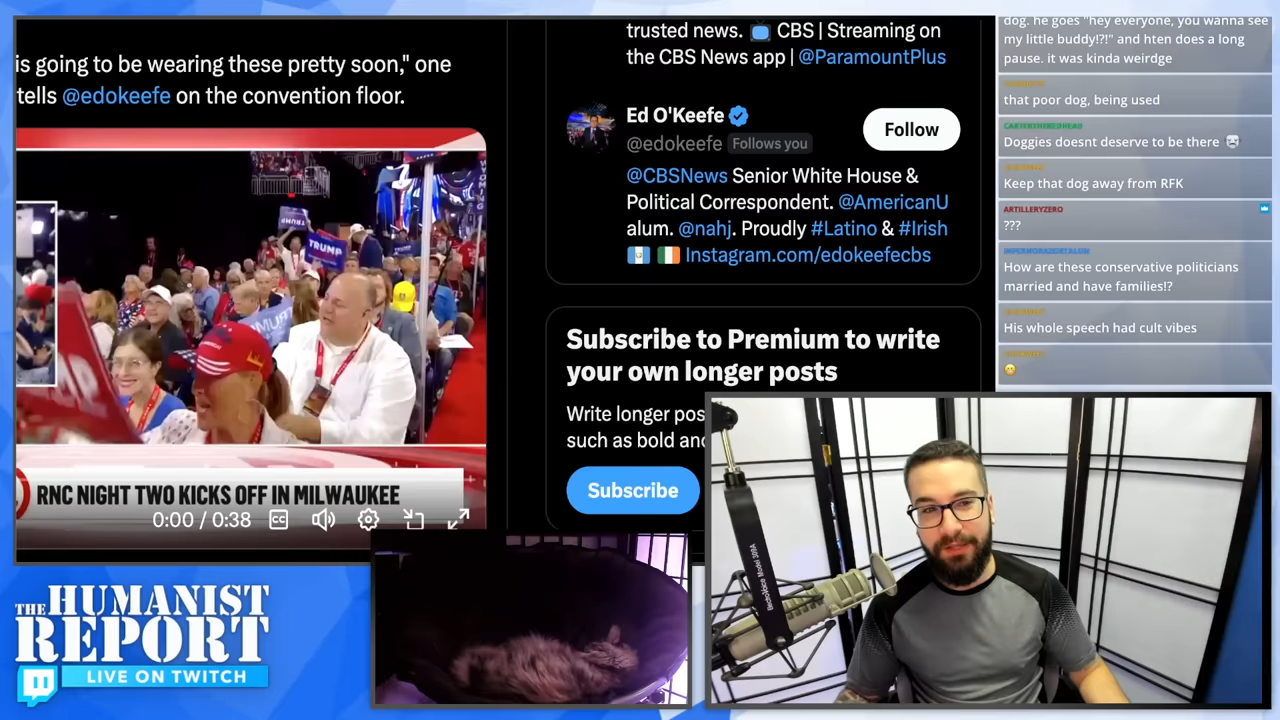 is going to be wearing these pretty soon," one
tells @edokeefe on the convention floor.
TRUMP
TRUMP
TRUMP
RNC NIGHT TWO KICKS OFF IN MILWAUKEE
0:00 / 0:38
CC
trusted news. CBS | Streaming on
the CBS News app | @ParamountPlus
Ed O'Keefe
@edokeefe Follows you
Follow
@CBSNews Senior White House &
Political Correspondent. @AmericanU
alum. @nahj. Proudly #Latino & #Irish
Instagram.com/edokeefecbs
Subscribe to Premium to write
your own longer posts
Write longer pos
such as bold and
Subscribe
dog. he goes "hey everyone, you wanna see
my little buddy!?!" and hten does a long
pause. it was kinda weirdge
that poor dog, being used
Doggies doesnt deserve to be there
Keep that dog away from RFK
ARTILLERYZERO
???
How are these conservative politicians
married and have families!?
His whole speech had cult vibes
THE HUMANIST
REPORT
LIVE ON TWITCH